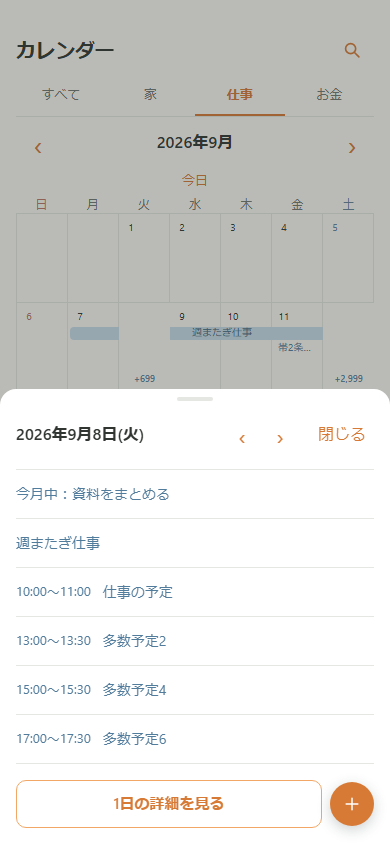 カレンダー
すべて 家 仕事 お金
‹ 2026年9月 ›
今日
日 月 火 水 木 金 土
1 2 3 4 5
6 7 9 10 11
週またぎ仕事
帯2条...
+699 +2,999
2026年9月8日(火) ‹ › 閉じる
今月中：資料をまとめる
週またぎ仕事
10:00〜11:00 仕事の予定
13:00〜13:30 多数予定2
15:00〜15:30 多数予定4
17:00〜17:30 多数予定6
1日の詳細を見る +